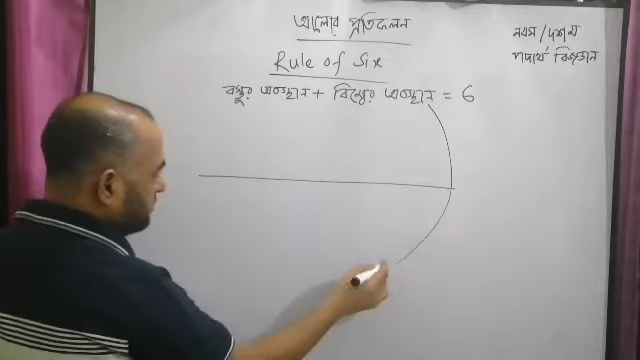 আলোর প্রতিফলন
নবম/দশম
পদার্থ বিজ্ঞান
Rule of Six
বস্তুর অবস্থান + বিম্বের অবস্থান = 6